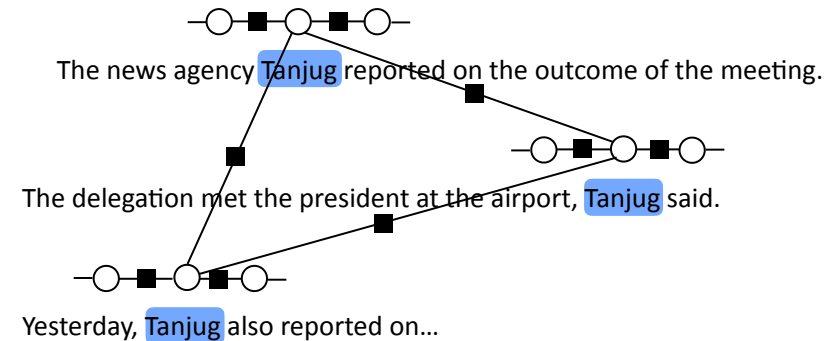 The news agency Tanjug reported on the outcome of the meeting.
The delegation met the president at the airport, Tanjug said.
Yesterday, Tanjug also reported on…